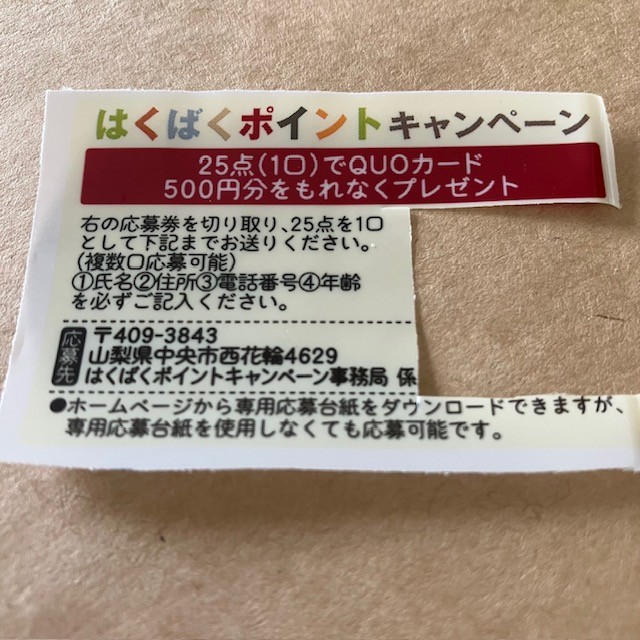 はくばくポイントキャンペーン
25点(1口)でQUOカード
500円分をもれなくプレゼント
右の応募券を切り取り、25点を1口
として下記までお送りください。
(複数口応募可能)
①氏名②住所③電話番号④年齢
を必ずご記入ください。
応募先
〒409-3843
山梨県中央市西花輪4629
はくばくポイントキャンペーン事務局 係
●ホームページから専用応募台紙をダウンロードできますが、
専用応募台紙を使用しなくても応募可能です。